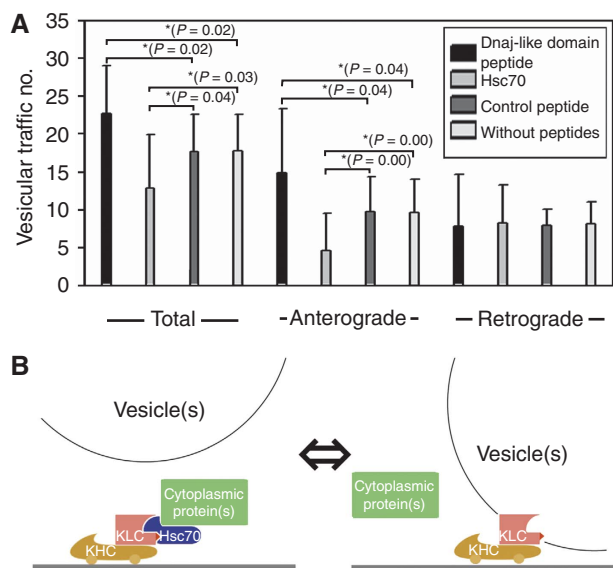 A
35
30
25
20
15
10
5
0
Vesicular traffic no.
*(P = 0.02)
*(P = 0.02)
*(P = 0.03)
*(P = 0.04)
*(P = 0.04)
*(P = 0.04)
*(P = 0.00)
*(P = 0.00)
Dnaj-like domain
peptide
Hsc70
Control peptide
Without peptides
Total
Anterograde
Retrograde
B
Vesicle(s)
Cytoplasmic
protein(s)
KLC
Hsc70
KHC
Vesicle(s)
Cytoplasmic
protein(s)
KLC
KHC